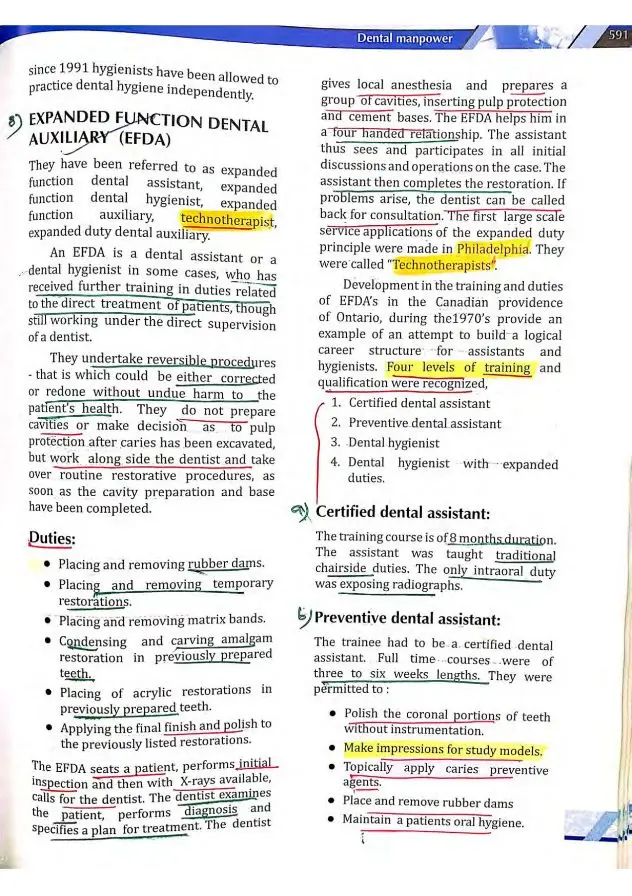 Dental manpower
591
since 1991 hygienists have been allowed to
practice dental hygiene independently.
8) EXPANDED FUNCTION DENTAL
AUXILIARY (EFDA)
They have been referred to as expanded
function dental assistant, expanded
function dental hygienist, expanded
function auxiliary, technotherapist,
expanded duty dental auxiliary.
An EFDA is a dental assistant or a
dental hygienist in some cases, who has
received further training in duties related
to the direct treatment of patients, though
still working under the direct supervision
of a dentist.
They undertake reversible procedures
- that is which could be either corrected
or redone without undue harm to the
patient's health. They do not prepare
cavities or make decision as to pulp
protection after caries has been excavated,
but work along side the dentist and take
over routine restorative procedures, as
soon as the cavity preparation and base
have been completed.
Duties:
• Placing and removing rubber dams.
• Placing and removing temporary
restorations.
• Placing and removing matrix bands.
• Condensing and carving amalgam
restoration in previously prepared
teeth.
• Placing of acrylic restorations in
previously prepared teeth.
• Applying the final finish and polish to
the previously listed restorations.
The EFDA seats a patient, performs initial
inspection and then with X-rays available,
calls for the dentist. The dentist examines
the patient, performs diagnosis and
specifies a plan for treatment. The dentist
gives local anesthesia and prepares a
group of cavities, inserting pulp protection
and cement bases. The EFDA helps him in
a four handed relationship. The assistant
thus sees and participates in all initial
discussions and operations on the case. The
assistant then completes the restoration. If
problems arise, the dentist can be called
back for consultation. The first large scale
service applications of the expanded duty
principle were made in Philadelphia. They
were called "Technotherapists".
Development in the training and duties
of EFDA's in the Canadian providence
of Ontario, during the1970's provide an
example of an attempt to build a logical
career structure for assistants and
hygienists. Four levels of training and
qualification were recognized,
1. Certified dental assistant
2. Preventive dental assistant
3. Dental hygienist
4. Dental hygienist with expanded
duties.
a) Certified dental assistant:
The training course is of 8 months duration.
The assistant was taught traditional
chairside duties. The only intraoral duty
was exposing radiographs.
b) Preventive dental assistant:
The trainee had to be a certified dental
assistant. Full time courses were of
three to six weeks lengths. They were
permitted to :
• Polish the coronal portions of teeth
without instrumentation.
• Make impressions for study models.
• Topically apply caries preventive
agents.
• Place and remove rubber dams
• Maintain a patients oral hygiene.